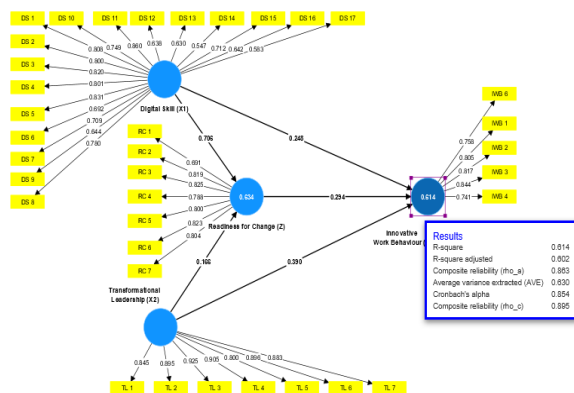 DS 1
DS 10
DS 11
DS 12
DS 13
DS 14
DS 15
DS 16
DS 17
DS 2
DS 3
DS 4
DS 5
DS 6
DS 7
DS 9
DS 8
0.808
0.749
0.860
0.638
0.630
0.547
0.712
0.642
0.583
0.800
0.820
0.801
0.831
0.692
0.709
0.644
0.780
Digital Skill (X1)
0.706
0.248
RC 1
RC 2
RC 3
RC 4
RC 5
RC 6
RC 7
0.691
0.819
0.825
0.788
0.800
0.823
0.804
0.634
Readiness for Change (Z)
0.294
0.614
IWB 6
IWB 1
IWB 2
IWB 3
IWB 4
0.758
0.805
0.817
0.844
0.741
Innovative
Work Behaviour (
0.166
0.390
Transformational
Leadership (X2)
0.845
0.895
0.925
0.905
0.800
0.896
0.883
TL 1
TL 2
TL 3
TL 4
TL 5
TL 6
TL 7
Results
R-square 0.614
R-square adjusted 0.602
Composite reliability (rho_a) 0.863
Average variance extracted (AVE) 0.630
Cronbach's alpha 0.854
Composite reliability (rho_c) 0.895